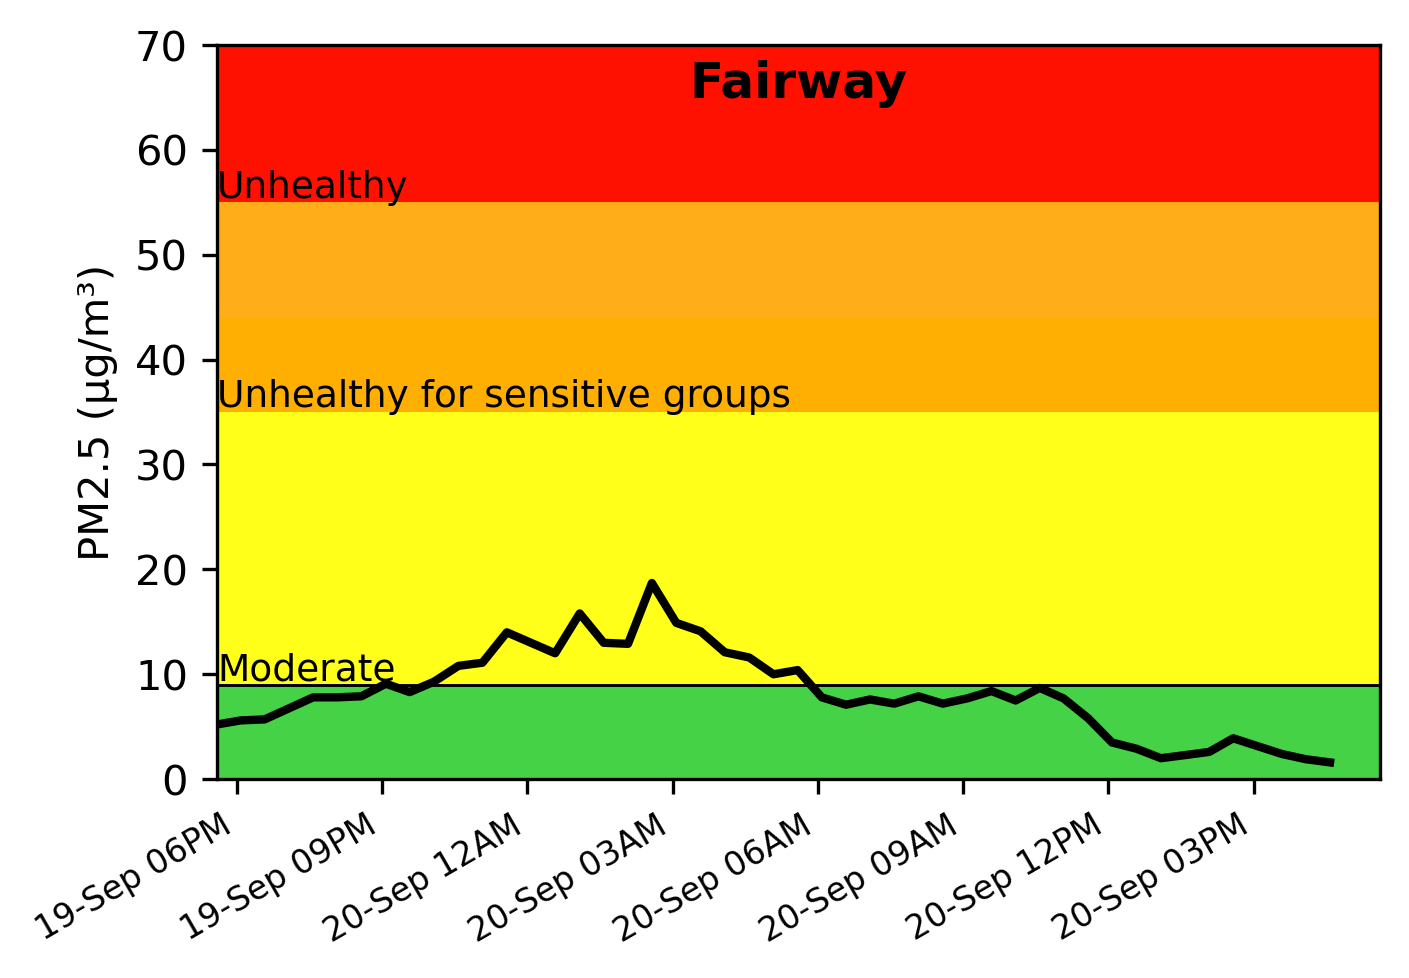 Fairway
70
60
50
40
30
20
10
0
PM2.5 (µg/m³)
Unhealthy
Unhealthy for sensitive groups
Moderate
19-Sep 06PM
19-Sep 09PM
20-Sep 12AM
20-Sep 03AM
20-Sep 06AM
20-Sep 09AM
20-Sep 12PM
20-Sep 03PM